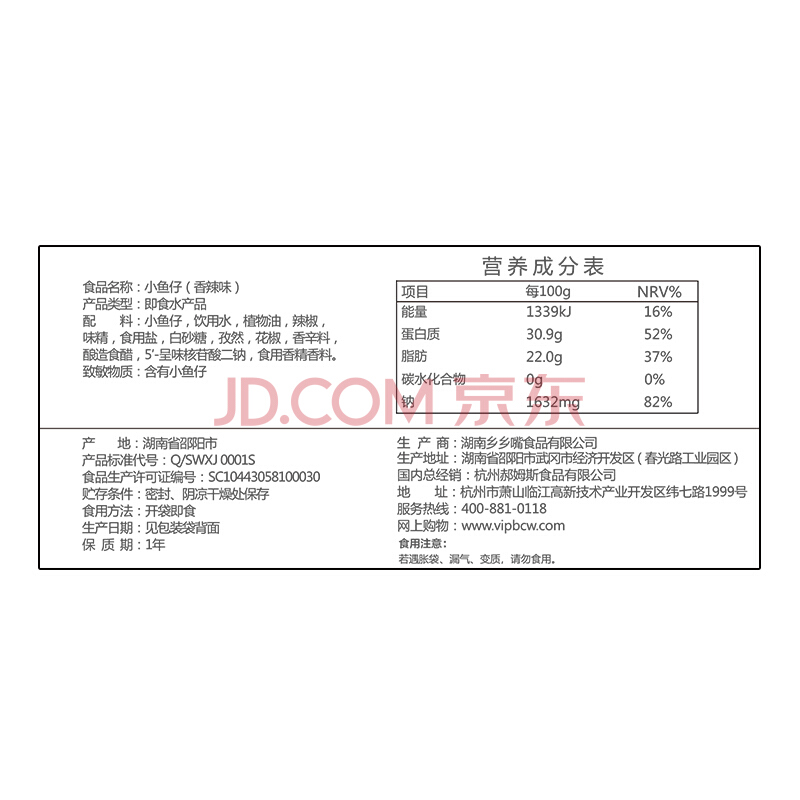 食品名称：小鱼仔（香辣味）
产品类型：即食水产品
配　　料：小鱼仔，饮用水，植物油，辣椒，
味精，食用盐，白砂糖，孜然，花椒，香辛料，
酿造食醋，5′-呈味核苷酸二钠，食用香精香料。
致敏物质：含有小鱼仔
营养成分表
项目 每100g NRV%
能量 1339kJ 16%
蛋白质 30.9g 52%
脂肪 22.0g 37%
碳水化合物 0g 0%
钠 1632mg 82%
JD.COM 京东
产　　地：湖南省邵阳市
产品标准代号：Q/SWXJ 0001S
食品生产许可证编号：SC10443058100030
贮存条件：密封、阴凉干燥处保存
食用方法：开袋即食
生产日期：见包装袋背面
保 质 期：1年
生 产 商：湖南乡乡嘴食品有限公司
生产地址：湖南省邵阳市武冈市经济开发区（春光路工业园区）
国内总经销：杭州郝姆斯食品有限公司
地　　址：杭州市萧山临江高新技术产业开发区纬七路1999号
服务热线：400-881-0118
网上购物：www.vipbcw.com
食用注意：
若遇胀袋、漏气、变质，请勿食用。